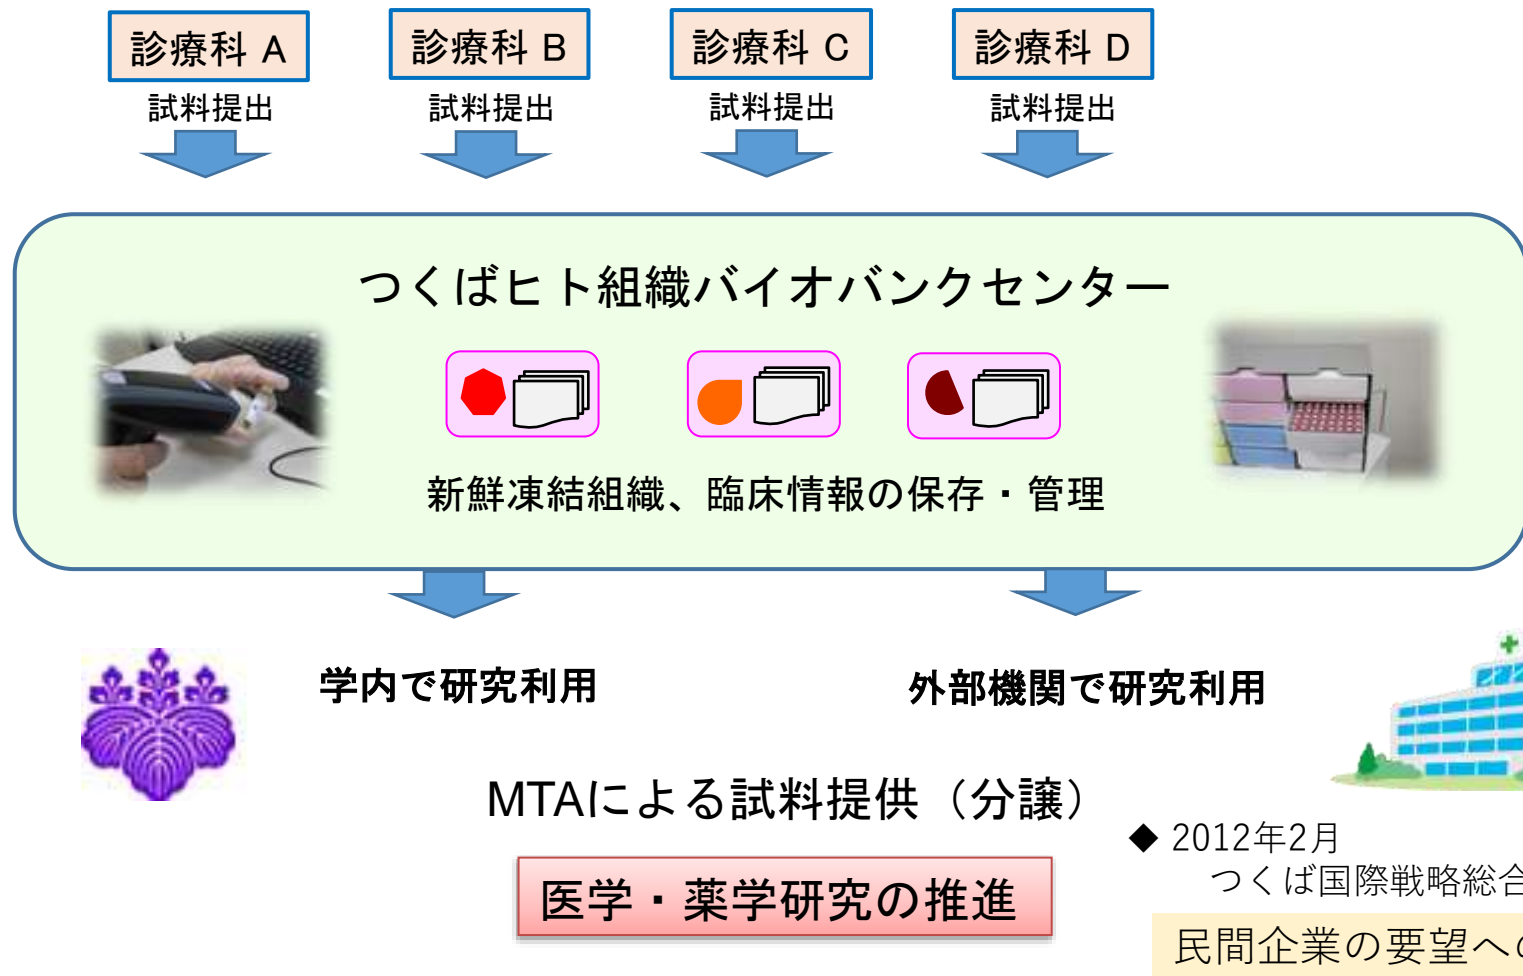 診療科 A
診療科 B
診療科 C
診療科 D
試料提出
試料提出
試料提出
試料提出
つくばヒト組織バイオバンクセンター
新鮮凍結組織、臨床情報の保存・管理
学内で研究利用
外部機関で研究利用
MTAによる試料提供（分譲）
医学・薬学研究の推進
◆ 2012年2月
つくば国際戦略総合
民間企業の要望への